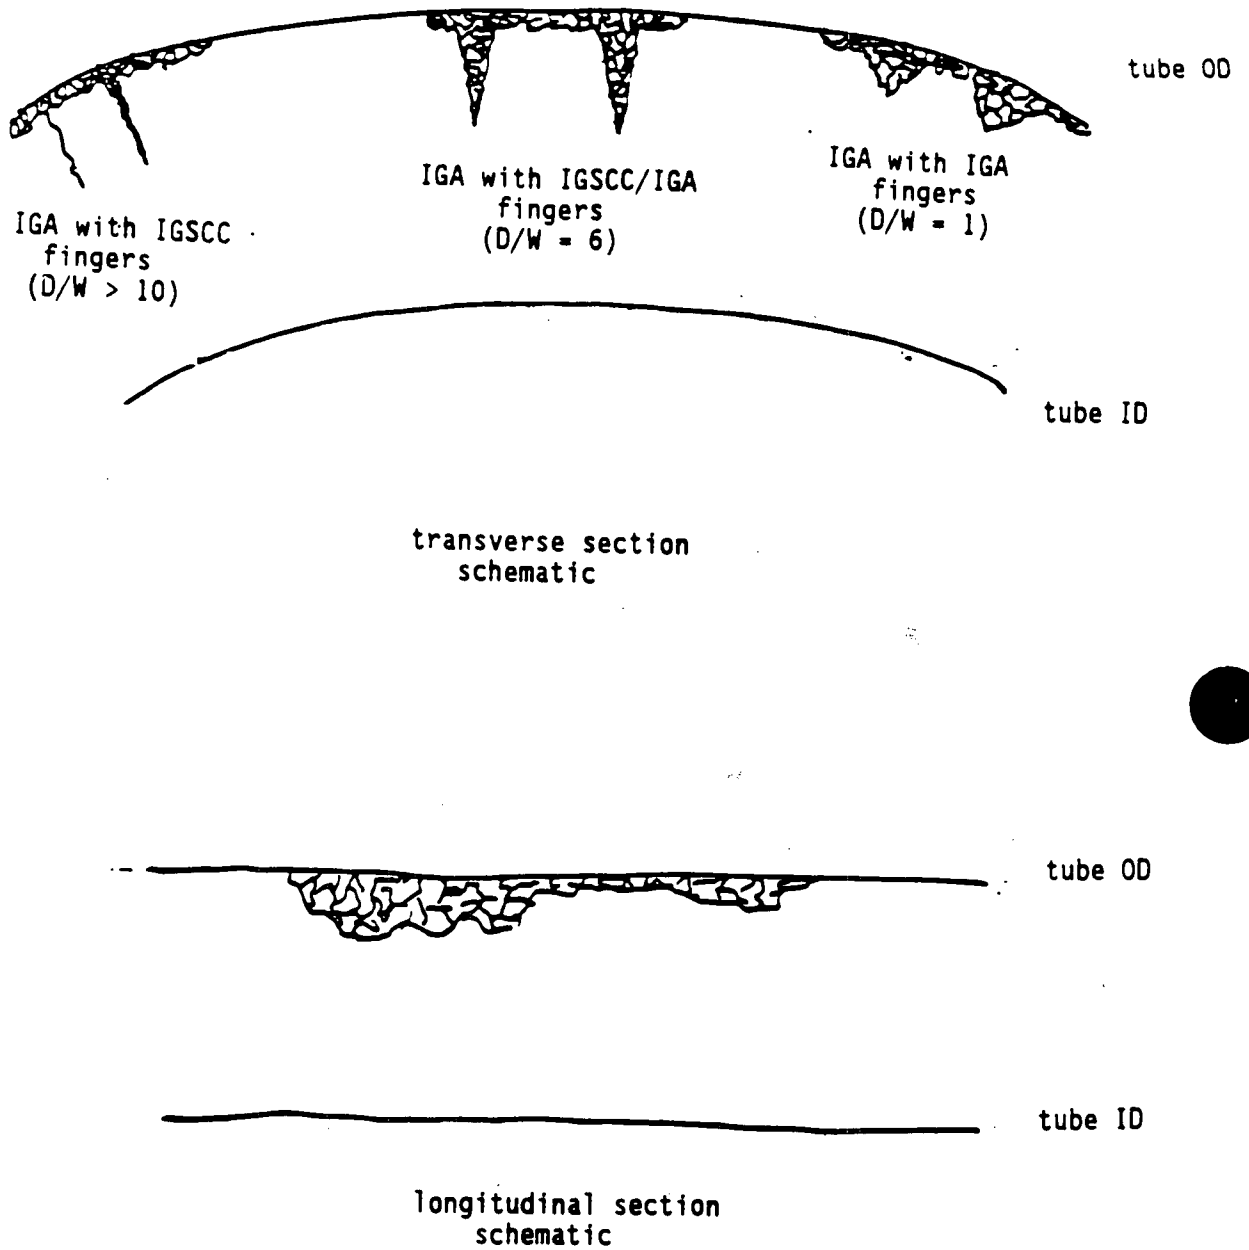 tube OD
IGA with IGSCC
fingers
(D/W > 10)
IGA with IGSCC/IGA
fingers
(D/W = 6)
IGA with IGA
fingers
(D/W = 1)
tube ID
transverse section
schematic
tube OD
tube ID
longitudinal section
schematic